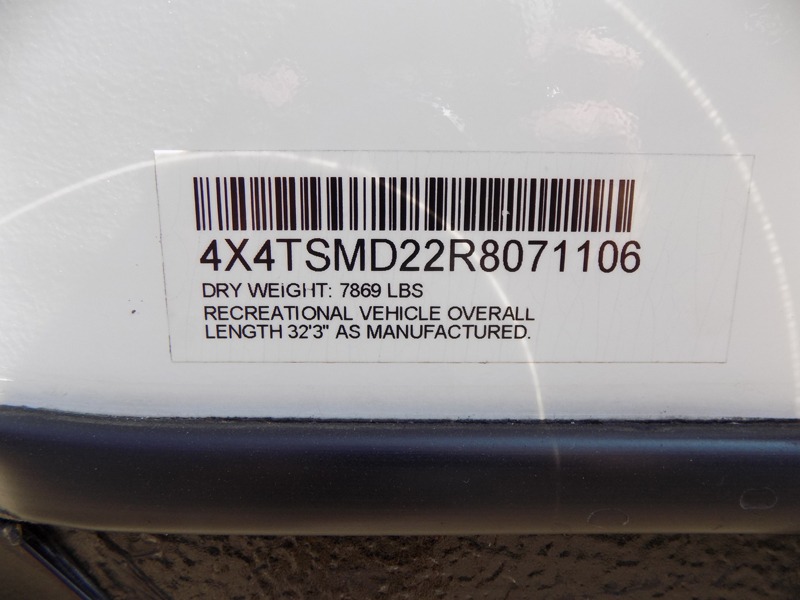 4X4TSMD22R8071106
DRY WEIGHT: 7869 LBS
RECREATIONAL VEHICLE OVERALL
LENGTH 32'3" AS MANUFACTURED.